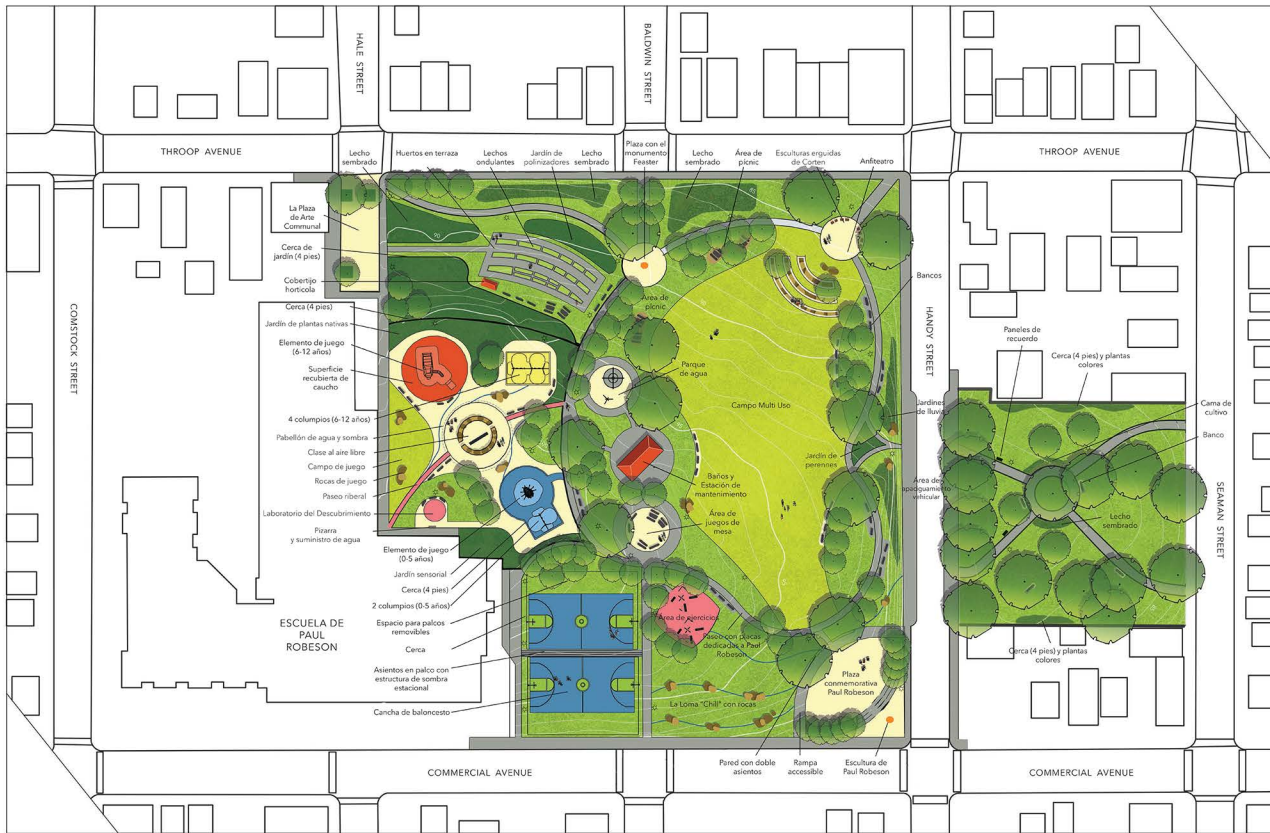 HALE STREET
BALDWIN STREET
THROOP AVENUE
THROOP AVENUE
Lecho
sembrado
Huertos en terraza
Lechos
ondulantes
Jardín de
polinizadores
Lecho
sembrado
Plaza con el
monumento
Feaster
Lecho
sembrado
Área de
pícnic
Esculturas erguidas
de Corten
Anfiteatro
La Plaza
de Arte
Communal
Cerca de
jardín (4 pies)
Cobertijo
hortícola
Cerca (4 pies)
Jardín de plantas nativas
Elemento de juego
(6-12 años)
Superficie
recubierta de
caucho
4 columpios (6-12 años)
Pabellón de agua y sombra
Clase al aire libre
Campo de juego
Rocas de juego
Paseo riberal
Laboratorio del Descubrimiento
Pizarra
y suministro de agua
Elemento de juego
(0-5 años)
Jardín sensorial
Cerca (4 pies)
2 columpios (0-5 años)
Espacio para palcos
removibles
Cerca
Asientos en palco con
estructura de sombra
estacional
Cancha de baloncesto
Área de
pícnic
Parque
de agua
Campo Multi Uso
Baños y
Estación de
mantenimiento
Área de
juegos de
mesa
Área de ejercicios
Paseo con placas
dedicadas a Paul
Robeson
Plaza
conmemorativa
Paul Robeson
La Loma "Chill" con rocas
Pared con doble
asientos
Rampa
accessible
Escultura de
Paul Robeson
Bancos
Jardines
de lluvia
Jardín de
perennes
Área de
apaciguamiento
vehicular
Paneles de
recuerdo
Cerca (4 pies) y plantas
colores
Cama de
cultivo
Banco
Lecho
sembrado
Cerca (4 pies) y plantas
colores
COMSTOCK STREET
HANDY STREET
SEAMAN STREET
ESCUELA DE
PAUL
ROBESON
COMMERCIAL AVENUE
COMMERCIAL AVENUE
90